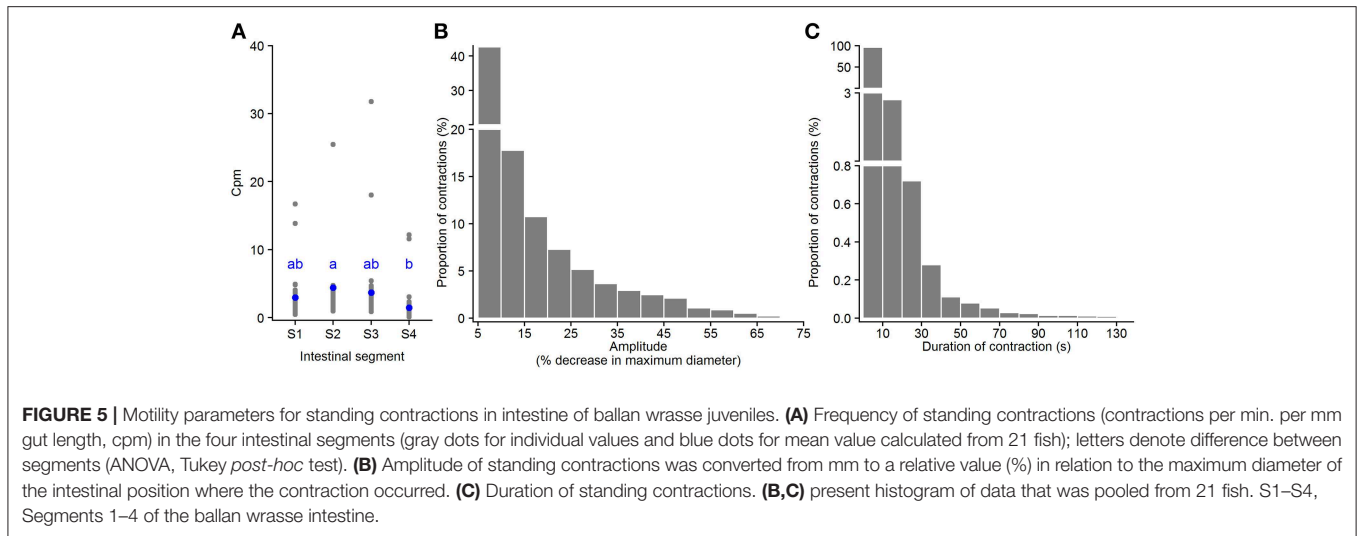 A
B
C
40
30
20
10
0
Cpm
ab
a
ab
b
S1
S2
S3
S4
Intestinal segment
40
30
20
15
10
5
0
Proportion of contractions (%)
5
15
25
35
45
55
65
75
Amplitude
(% decrease in maximum diameter)
100
50
3
0.8
0.6
0.4
0.2
0.0
Proportion of contractions (%)
10
30
50
70
90
110
130
Duration of contraction (s)
FIGURE 5 | Motility parameters for standing contractions in intestine of ballan wrasse juveniles. (A) Frequency of standing contractions (contractions per min. per mm
gut length, cpm) in the four intestinal segments (gray dots for individual values and blue dots for mean value calculated from 21 fish); letters denote difference between
segments (ANOVA, Tukey post-hoc test). (B) Amplitude of standing contractions was converted from mm to a relative value (%) in relation to the maximum diameter of
the intestinal position where the contraction occurred. (C) Duration of standing contractions. (B,C) present histogram of data that was pooled from 21 fish. S1–S4,
Segments 1–4 of the ballan wrasse intestine.